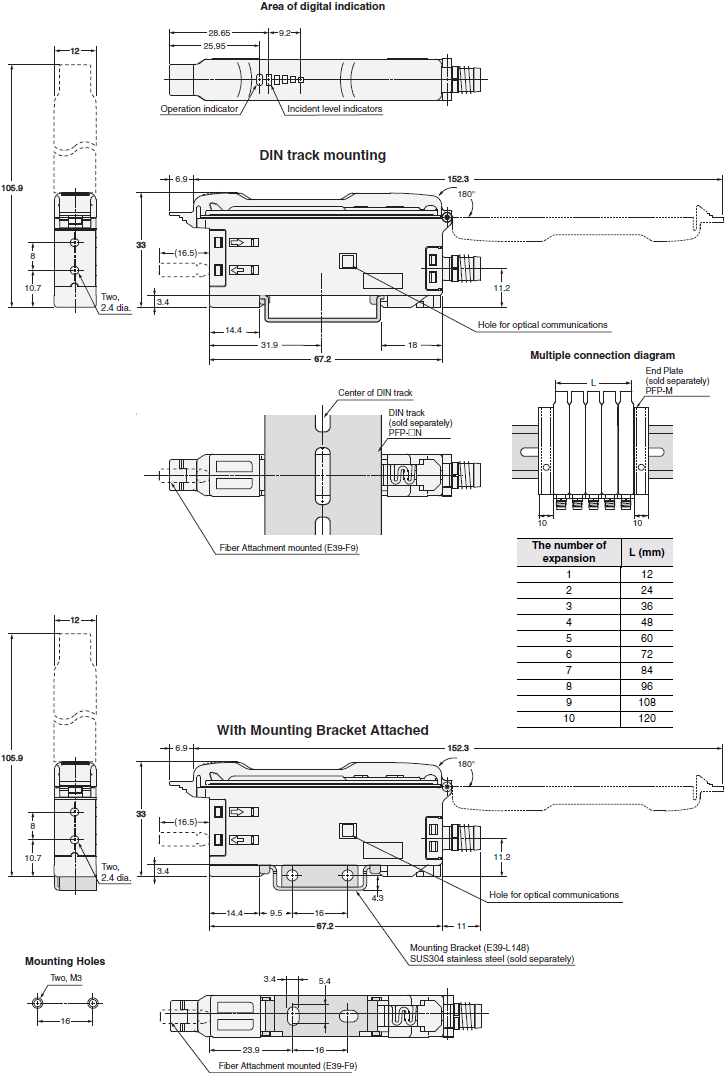 Area of digital indication
28.65
9.2
25.95
12
Operation indicator
Incident level indicators
DIN track mounting
6.9
152.3
180°
105.9
33
(16.5)
8
10.7
Two,
2.4 dia.
3.4
11.2
14.4
31.9
18
67.2
Hole for optical communications
Multiple connection diagram
End Plate
(sold separately)
PFP-M
L
10
10
Center of DIN track
DIN track
(sold separately)
PFP-□N
Fiber Attachment mounted (E39-F9)
The number of expansion L (mm)
1 12
2 24
3 36
4 48
5 60
6 72
7 84
8 96
9 108
10 120
12
With Mounting Bracket Attached
6.9
152.3
180°
105.9
33
(16.5)
8
10.7
Two,
2.4 dia.
3.4
11.2
4.3
14.4
9.5
16
67.2
11
Hole for optical communications
Mounting Bracket (E39-L148)
SUS304 stainless steel (sold separately)
Mounting Holes
Two, M3
16
3.4
5.4
23.9
16
Fiber Attachment mounted (E39-F9)